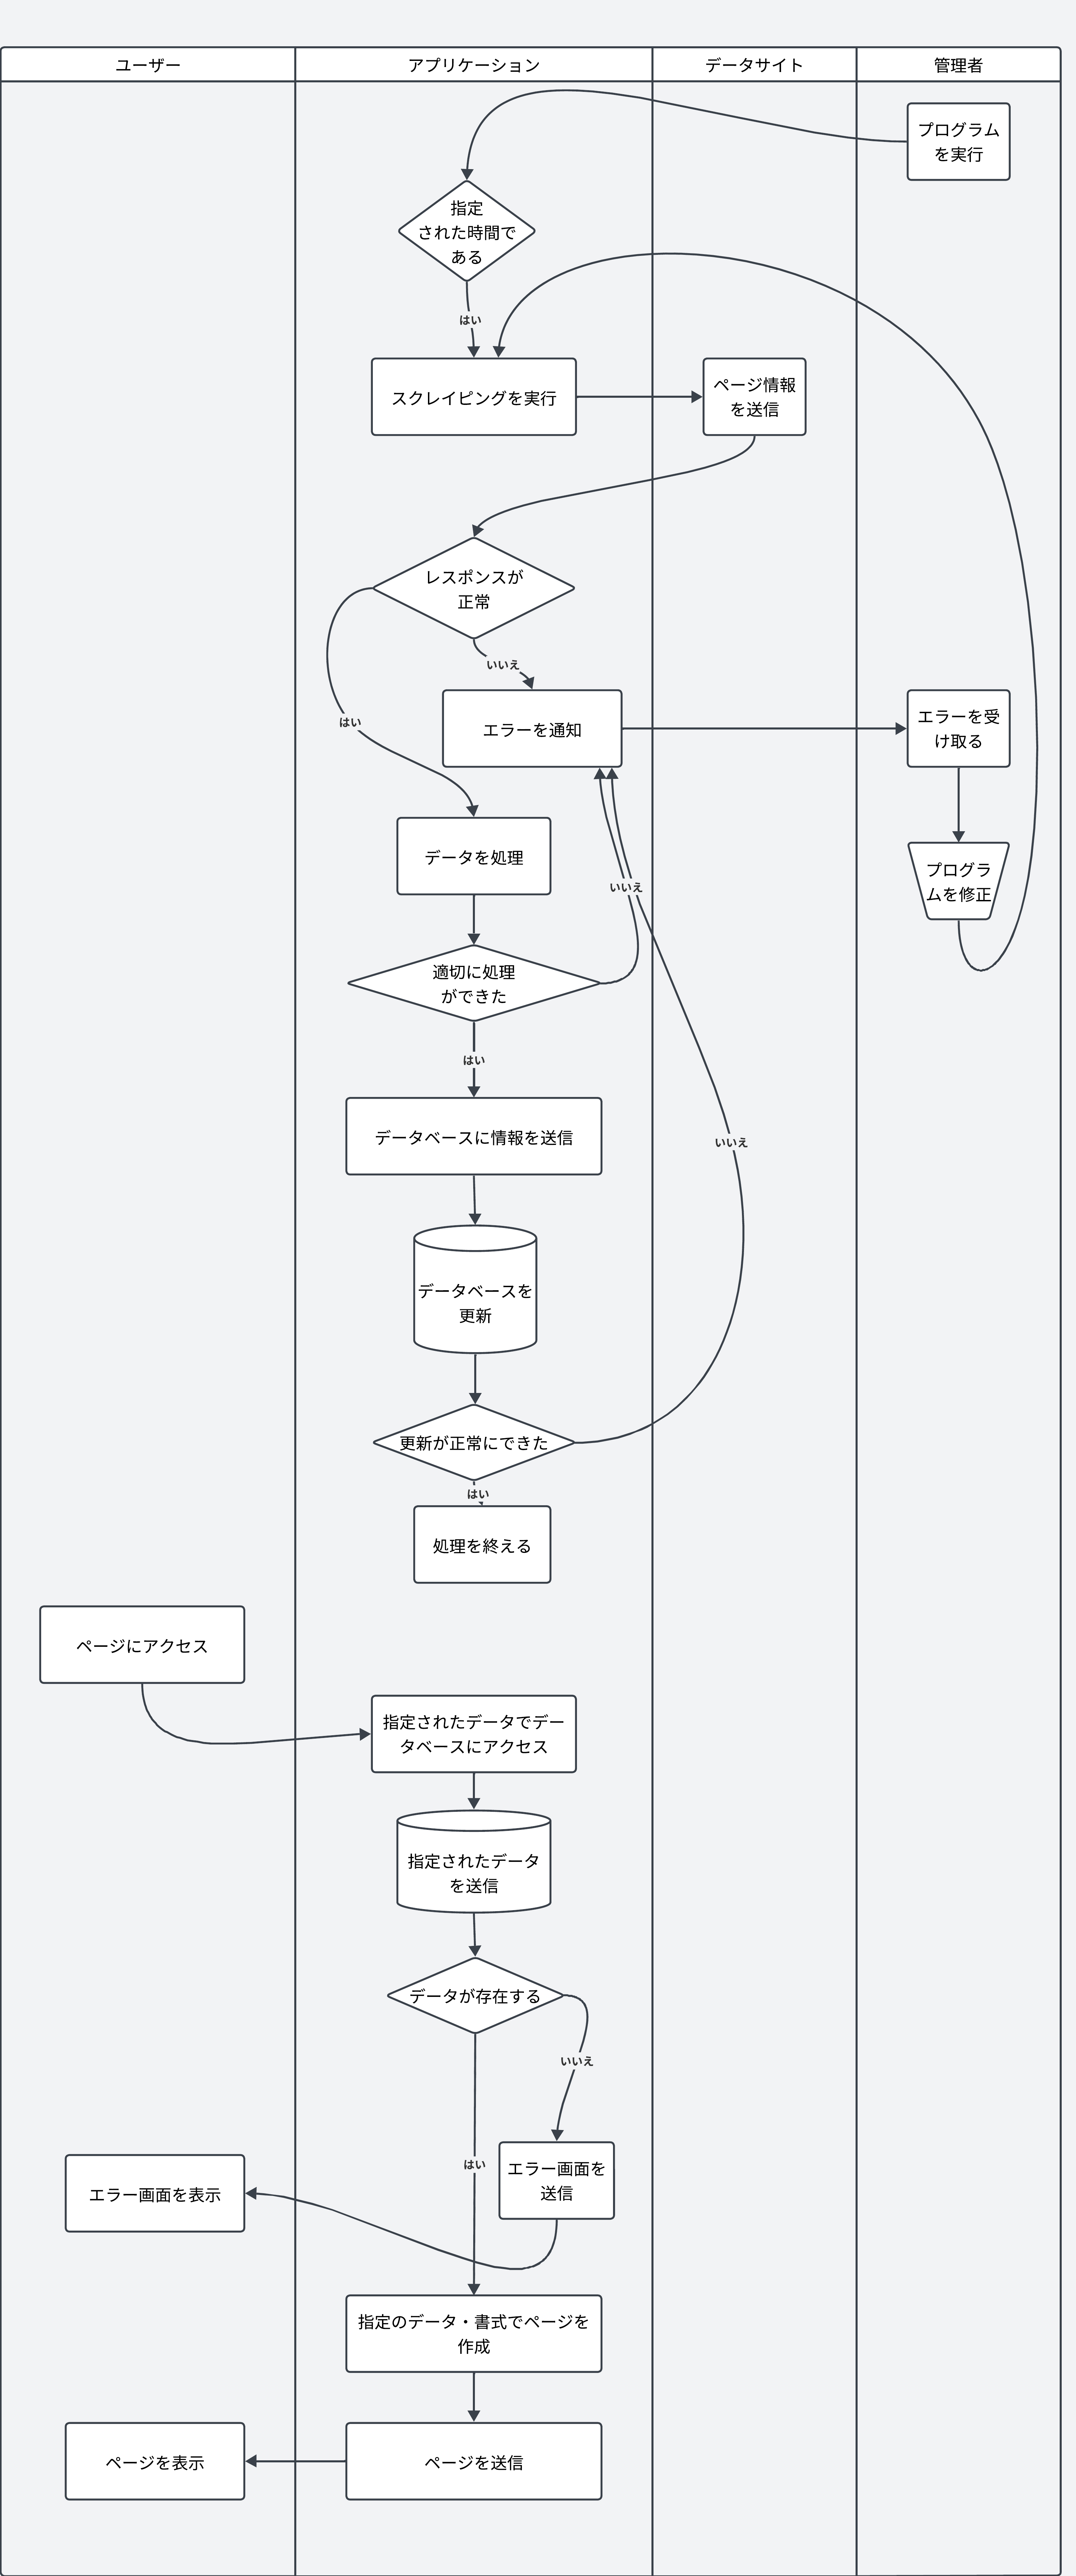 ユーザー
アプリケーション
データサイト
管理者
プログラム
を実行
指定
された時間で
ある
はい
スクレイピングを実行
ページ情報
を送信
レスポンスが
正常
いいえ
はい
エラーを通知
エラーを受
け取る
データを処理
プログラ
ムを修正
いいえ
適切に処理
ができた
はい
データベースに情報を送信
いいえ
データベースを
更新
更新が正常にできた
はい
処理を終える
ページにアクセス
指定されたデータでデー
タベースにアクセス
指定されたデータ
を送信
データが存在する
いいえ
はい
エラー画面を
送信
エラー画面を表示
指定のデータ・書式でページを
作成
ページを送信
ページを表示